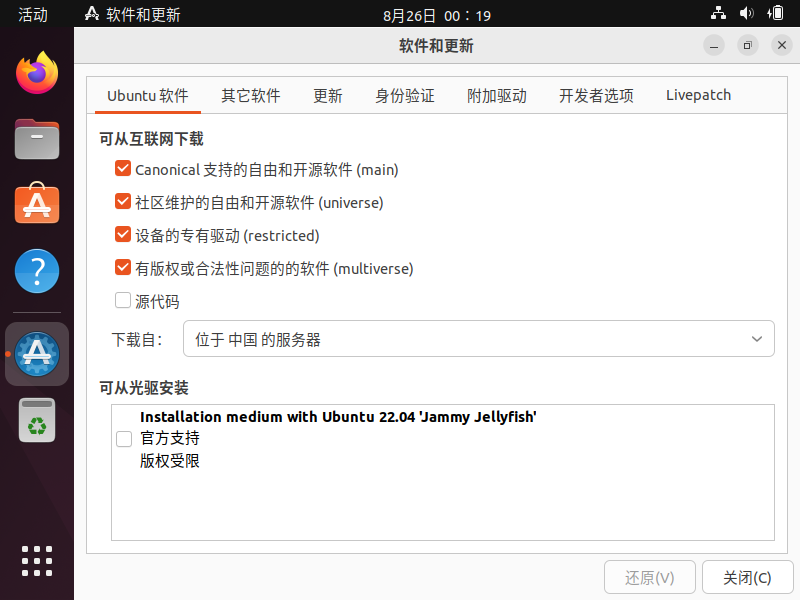 活动 软件和更新 8月26日 00：19
软件和更新
Ubuntu 软件 其它软件 更新 身份验证 附加驱动 开发者选项 Livepatch
可从互联网下载
Canonical 支持的自由和开源软件 (main)
社区维护的自由和开源软件 (universe)
设备的专有驱动 (restricted)
有版权或合法性问题的的软件 (multiverse)
源代码
下载自： 位于 中国 的服务器
可从光驱安装
Installation medium with Ubuntu 22.04 'Jammy Jellyfish'
官方支持
版权受限
还原(V) 关闭(C)